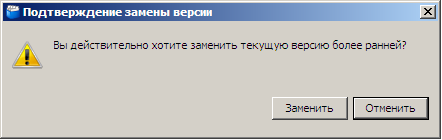 Подтверждение замены версии
Вы действительно хотите заменить текущую версию более ранней?
Заменить
Отменить